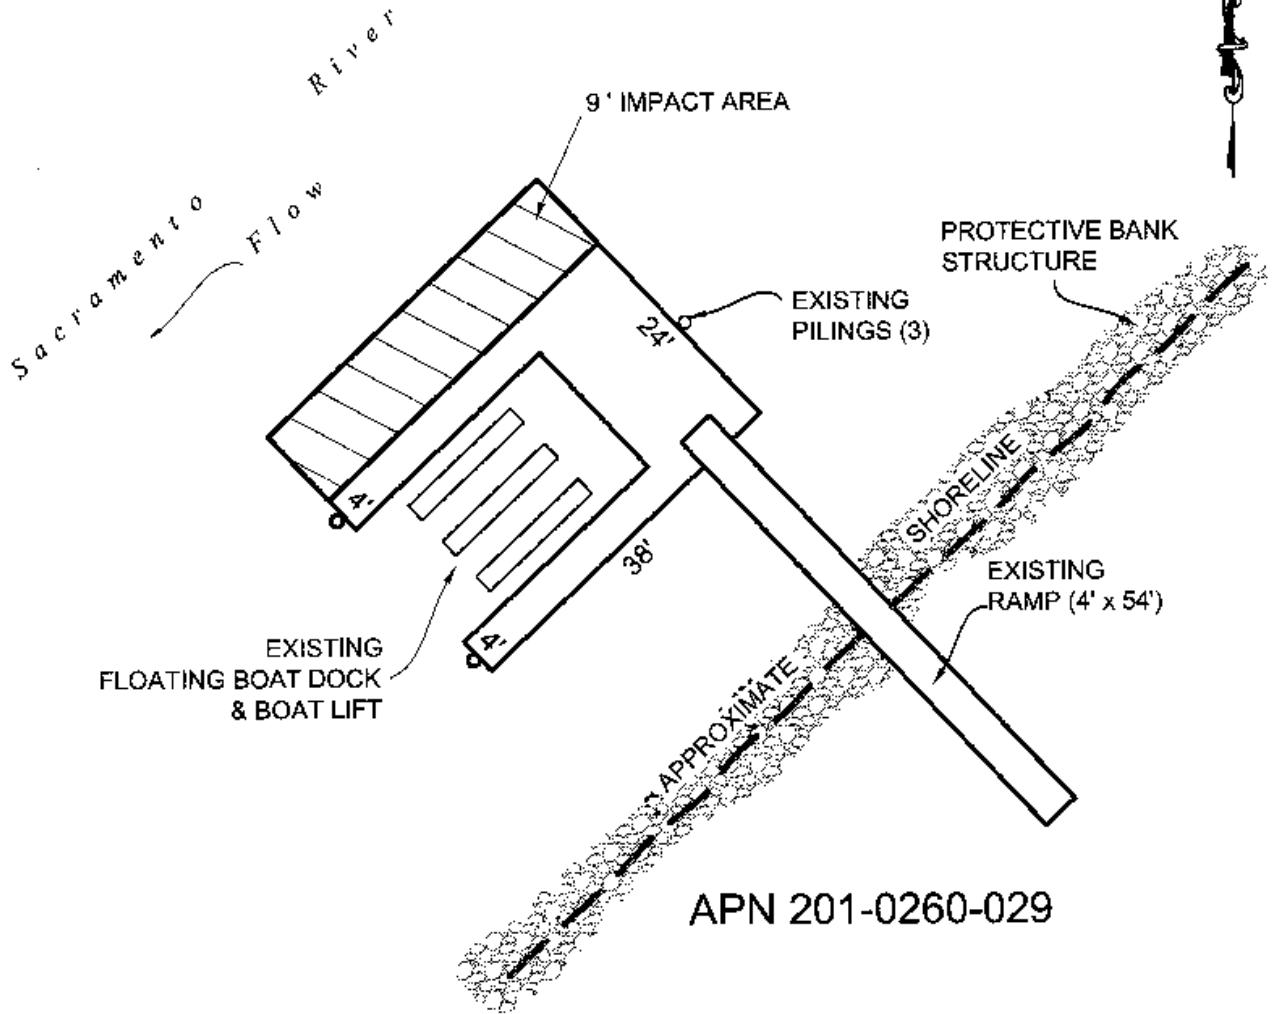 Sacramento River
Flow
9' IMPACT AREA
PROTECTIVE BANK
STRUCTURE
EXISTING
PILINGS (3)
24'
4'
38'
4'
SHORELINE
EXISTING
RAMP (4' x 54')
EXISTING
FLOATING BOAT DOCK
& BOAT LIFT
APPROXIMATE
APN 201-0260-029